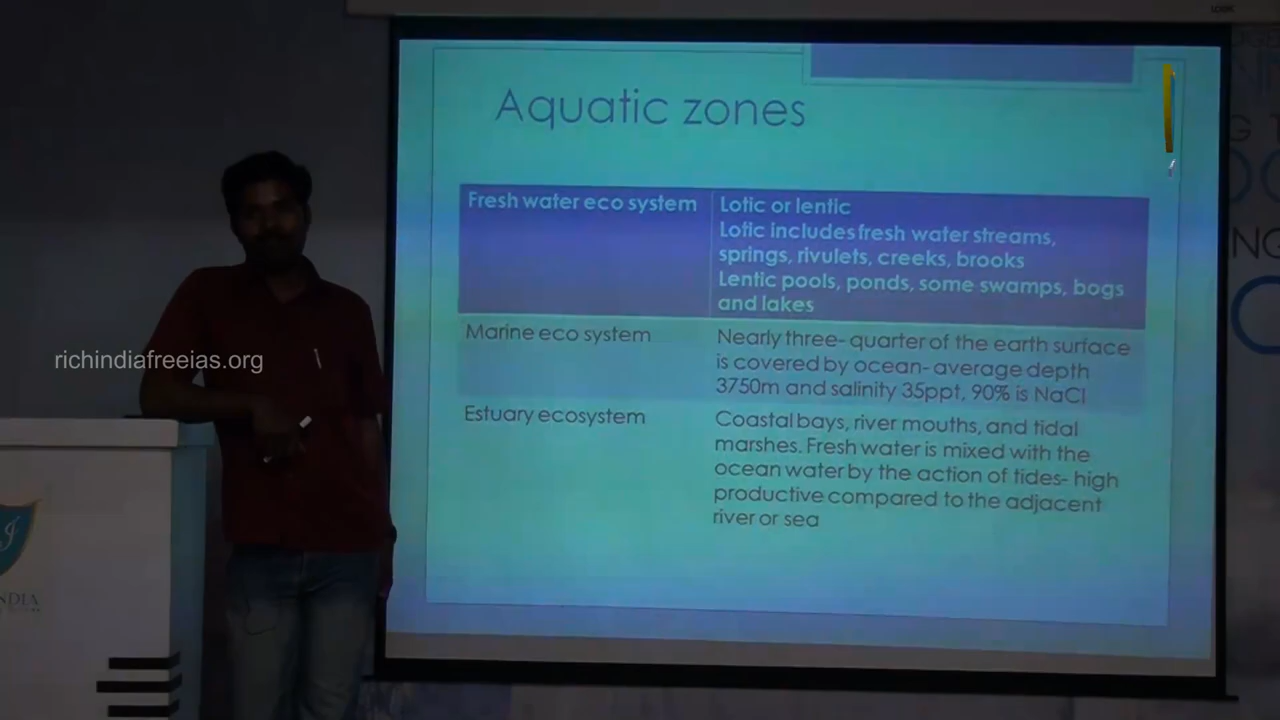 Aquatic zones
Fresh water eco system
Lotic or lentic
Lotic includes fresh water streams,
springs, rivulets, creeks, brooks
Lentic pools, ponds, some swamps, bogs
and lakes
Marine eco system
Nearly three- quarter of the earth surface
is covered by ocean- average depth
3750m and salinity 35ppt, 90% is NaCl
Estuary ecosystem
Coastal bays, river mouths, and tidal
marshes. Fresh water is mixed with the
ocean water by the action of tides- high
productive compared to the adjacent
river or sea
richindiafreeias.org